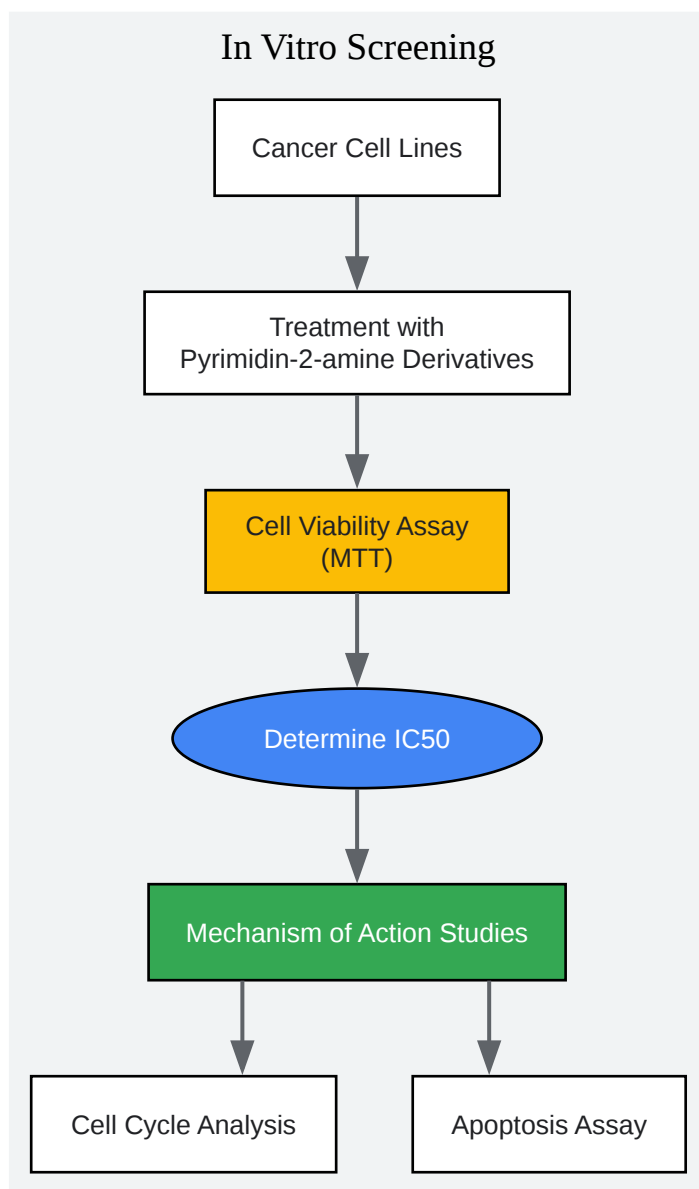 In Vitro Screening
Cancer Cell Lines
Treatment with
Pyrimidin-2-amine Derivatives
Cell Viability Assay
(MTT)
Determine IC50
Mechanism of Action Studies
Cell Cycle Analysis
Apoptosis Assay